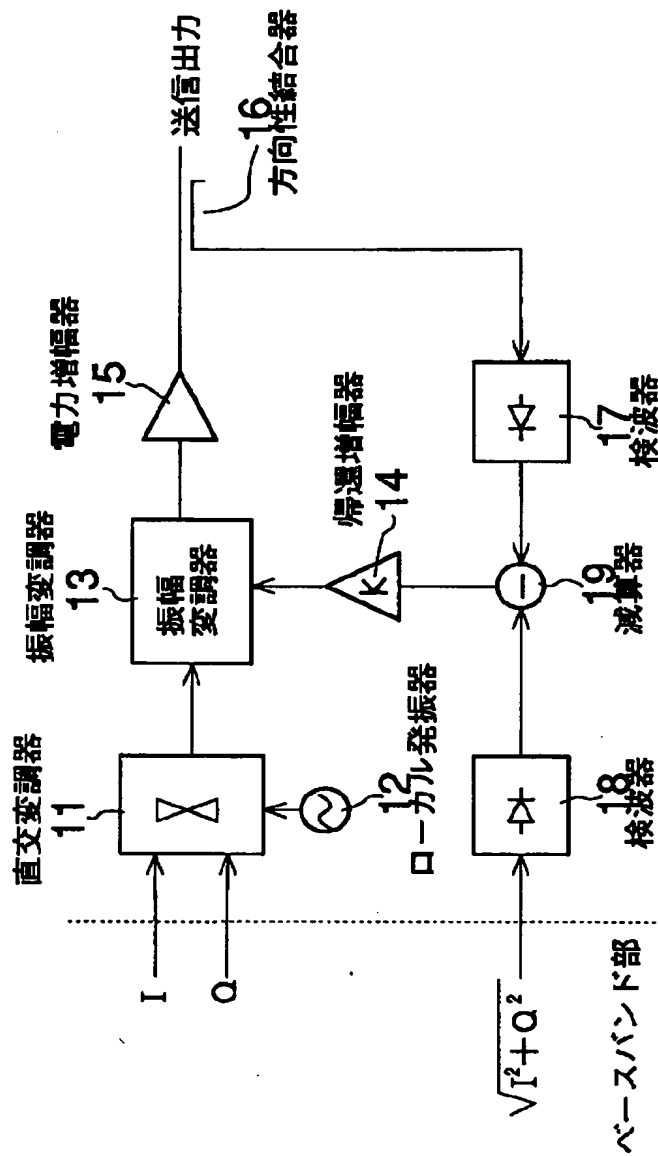 直交変調器
11
振幅変調器
13
振幅
変調器
電力増幅器
15
送信出力
16
方向性結合器
I
Q
12
ローカル発振器
帰還増幅器
14
K
√I²+Q²
18
検波器
−
19
減算器
17
検波器
ベースバンド部